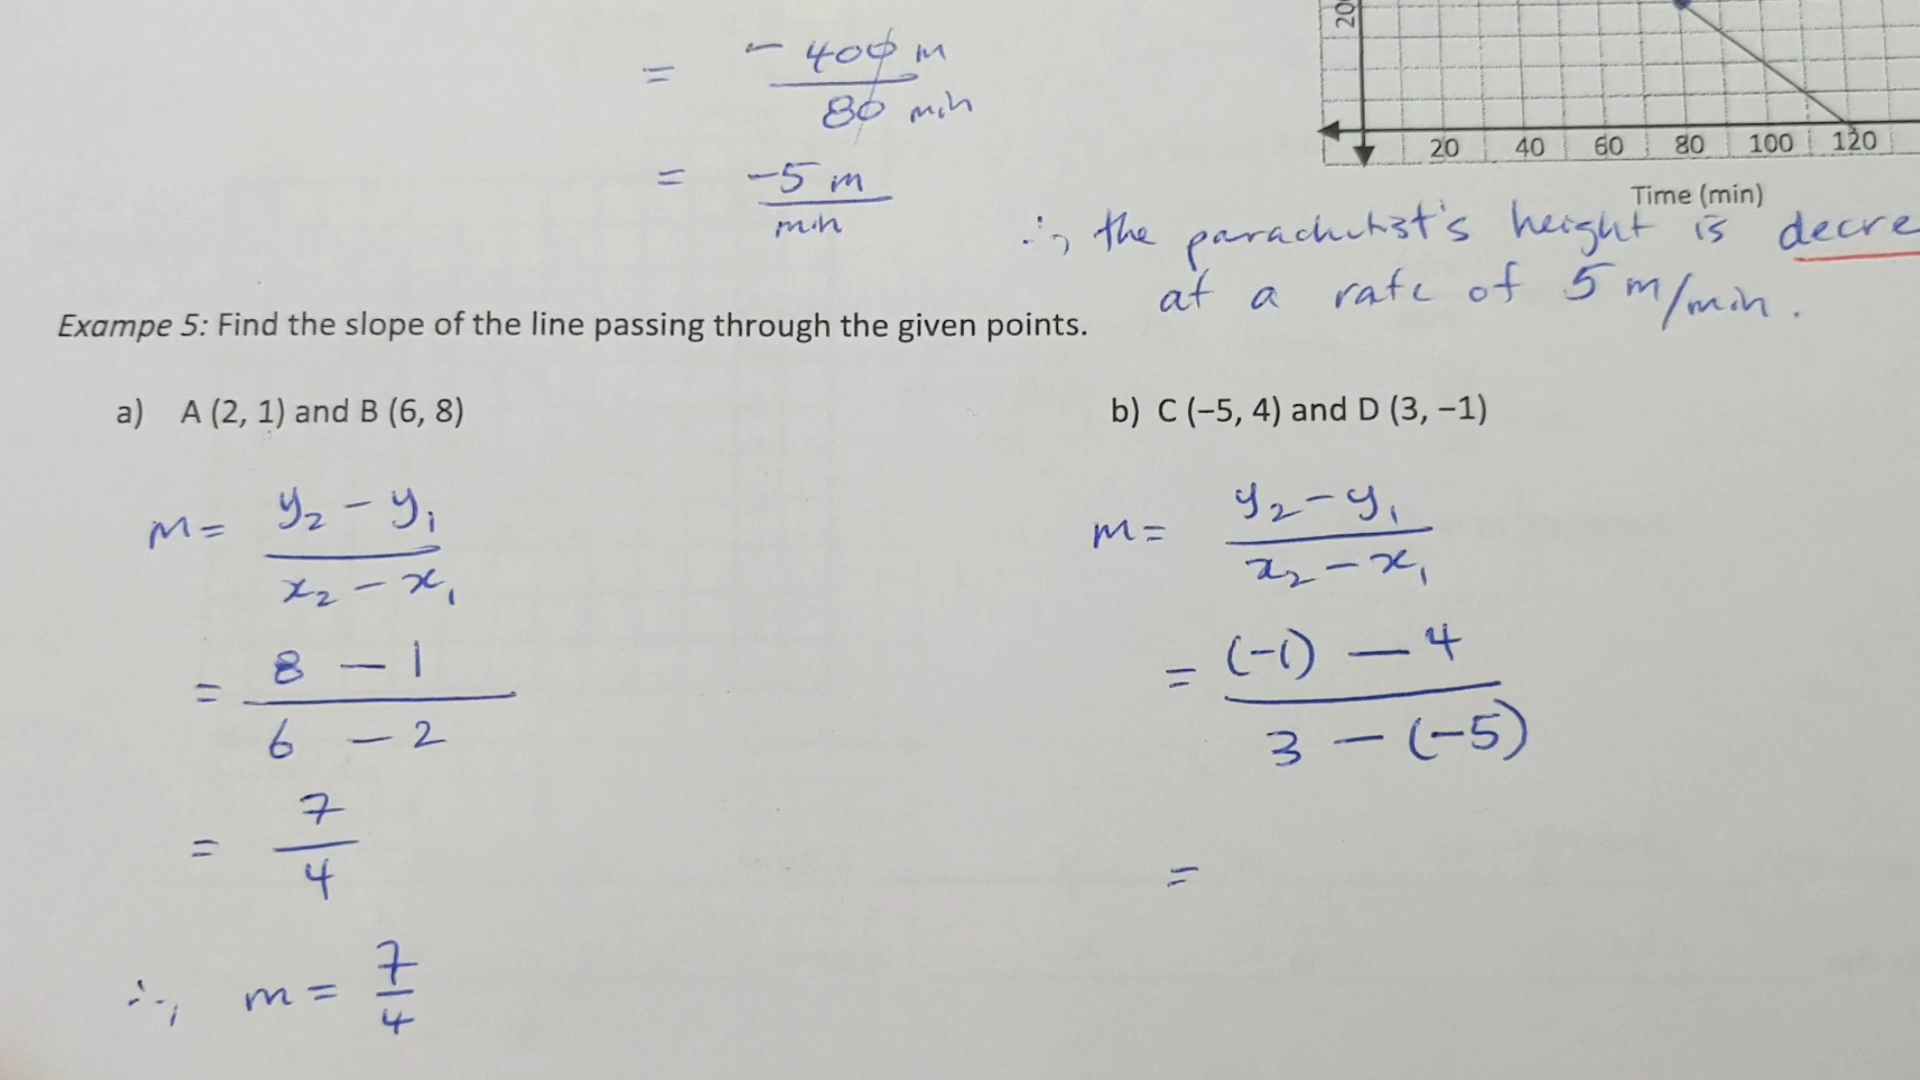 = - 400 m
80 min
= -5 m
min
20
20 40 60 80 100 120
Time (min)
∴, the parachutist's height is decre
at a rate of 5 m/min.
Exampe 5: Find the slope of the line passing through the given points.
a) A (2, 1) and B (6, 8)
m = y₂ - y₁
x₂ - x₁
= 8 - 1
6 - 2
= 7
4
∴, m = 7
4
b) C (–5, 4) and D (3, –1)
m = y₂ - y₁
x₂ - x₁
= (-1) - 4
3 - (-5)
=